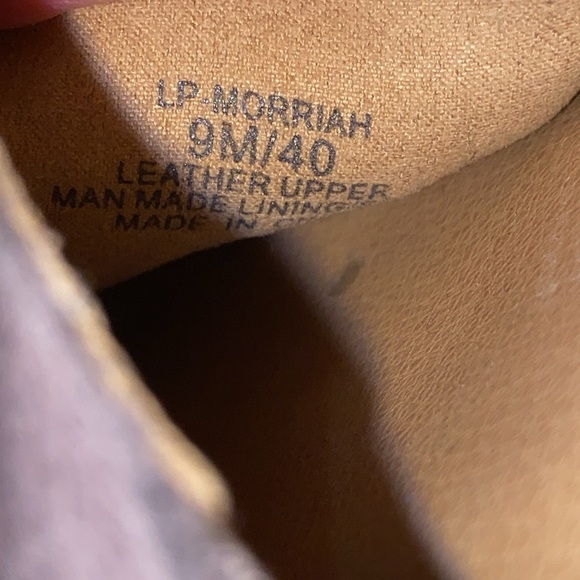 LP-MORRIAH
9M/40
LEATHER UPPER
MAN MADE LINING
MADE IN